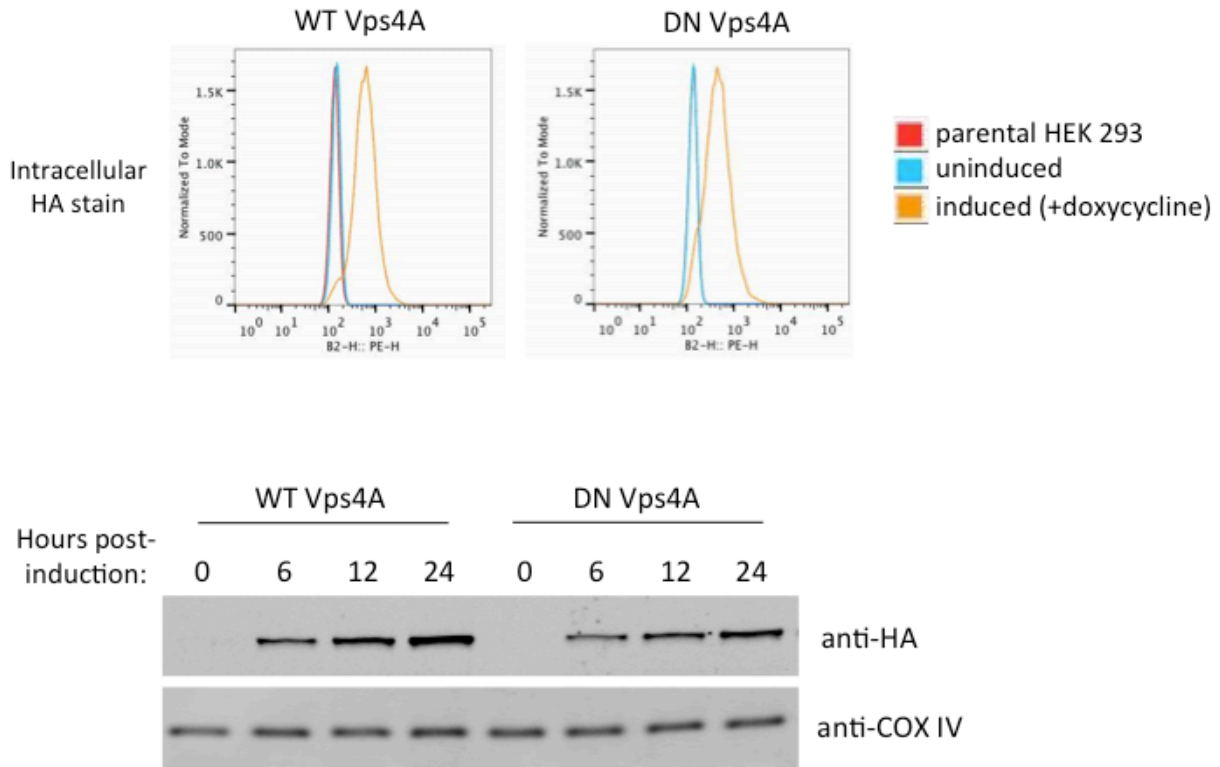 WT Vps4A
DN Vps4A
Intracellular
HA stain
Normalized To Mode
1.5K
1.0K
500
0
10^0 10^1 10^2 10^3 10^4 10^5
B2-H:: PE-H
Normalized To Mode
1.5K
1.0K
500
0
10^0 10^1 10^2 10^3 10^4 10^5
B2-H:: PE-H
parental HEK 293
uninduced
induced (+doxycycline)
WT Vps4A
DN Vps4A
Hours post-
induction:
0 6 12 24 0 6 12 24
anti-HA
anti-COX IV